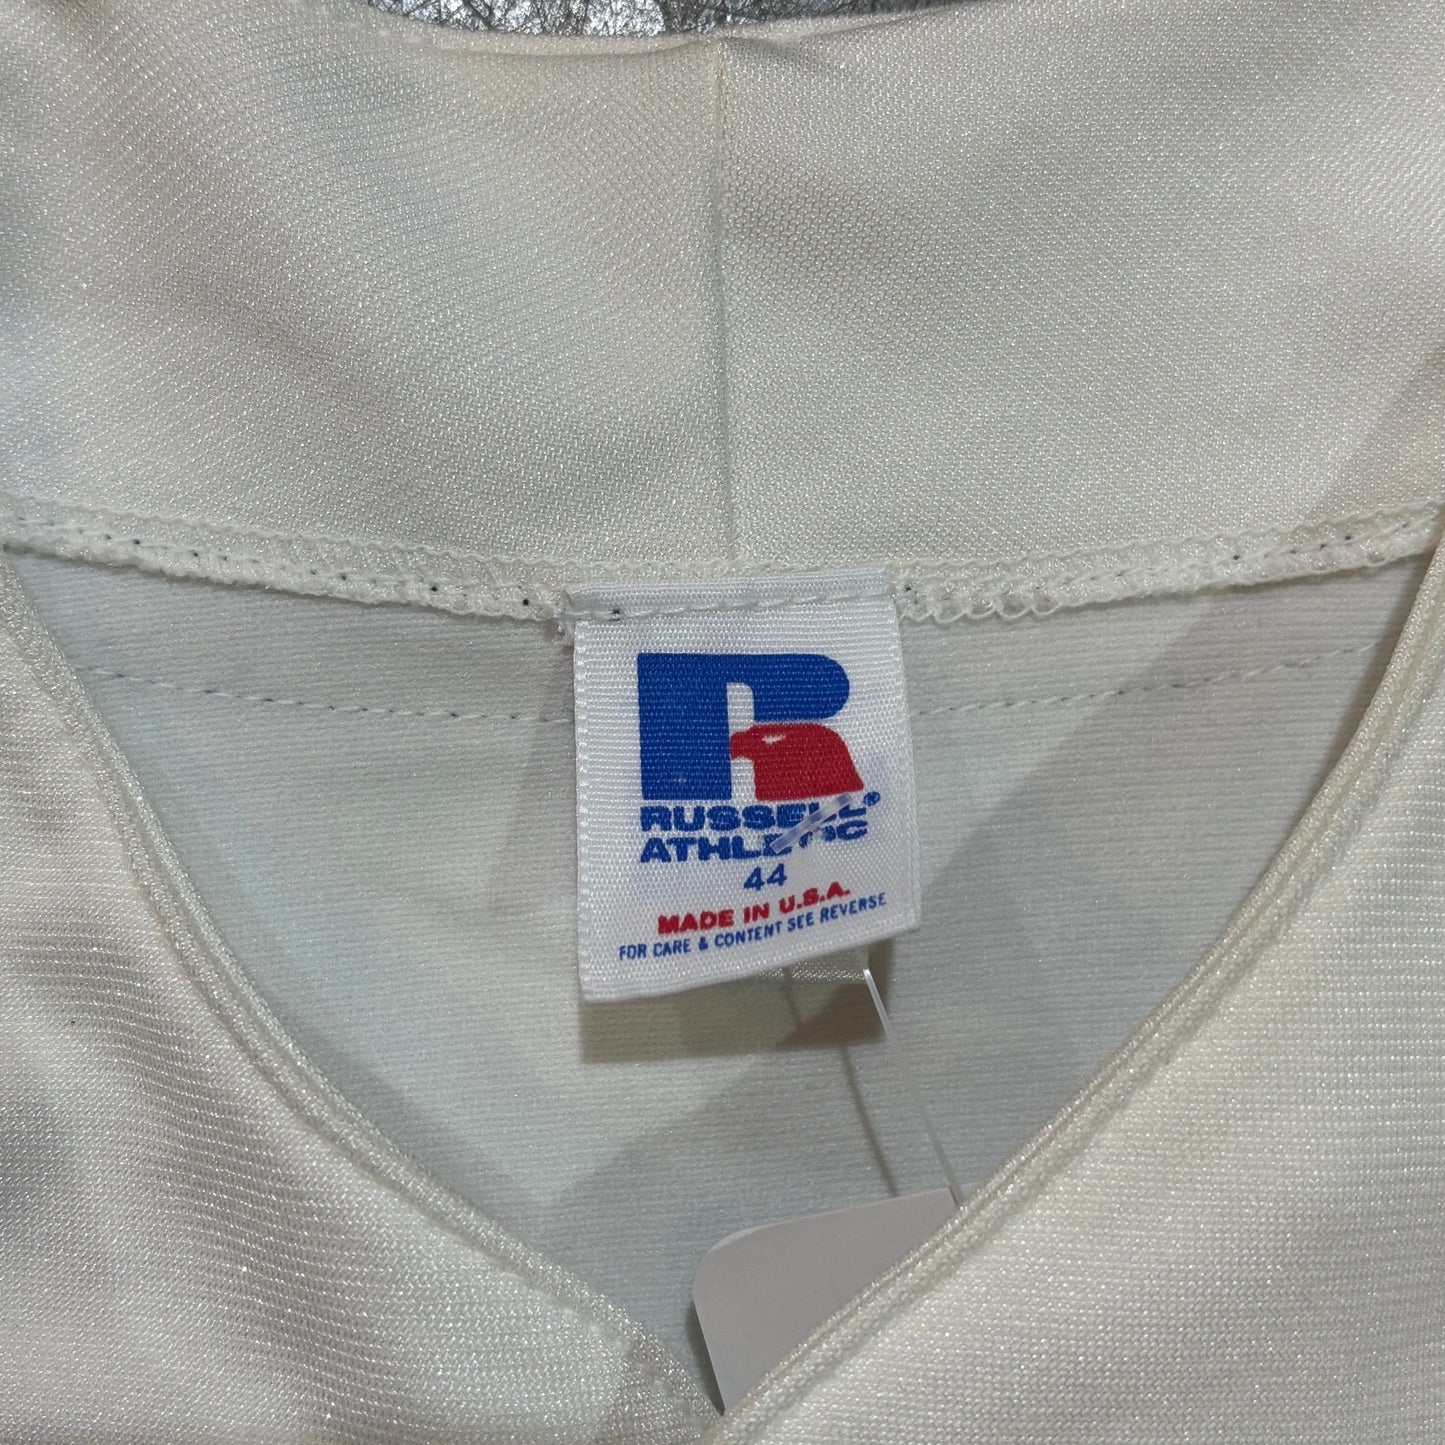 R
RUSSELL®
ATHLETIC
44
MADE IN U.S.A.
FOR CARE & CONTENT SEE REVERSE